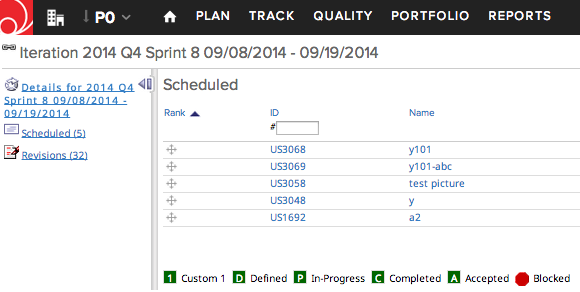 P0 PLAN TRACK QUALITY PORTFOLIO REPORTS
Iteration 2014 Q4 Sprint 8 09/08/2014 - 09/19/2014
Details for 2014 Q4
Sprint 8 09/08/2014 -
09/19/2014
Scheduled (5)
Revisions (32)
Scheduled
Rank ID Name
#
US3068 y101
US3069 y101-abc
US3058 test picture
US3048 y
US1692 a2
1 Custom 1 D Defined P In-Progress C Completed A Accepted Blocked